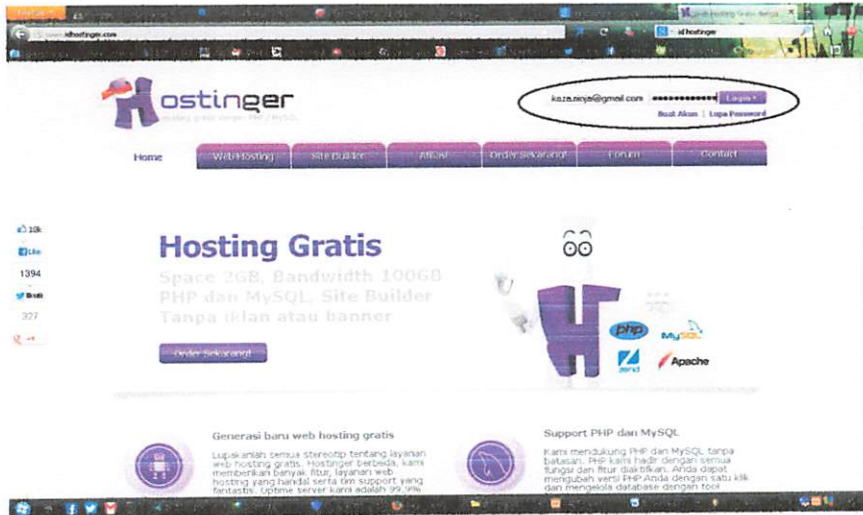 idhostinger.com
id hostinger
Hostinger
kaza.ninja@gmail.com Login
Buat Akun | Lupa Password
Home Web Hosting Site Builder Afiliasi Order Sekarang! Forum Contact
10k
Like
1394
327
Hosting Gratis
Space 2GB, Bandwidth 100GB
PHP dan MySQL, Site Builder
Tanpa iklan atau banner
php MySQL
zend Apache
Order Sekarang!
Generasi baru web hosting gratis
Lupakanlah semua stereotip tentang layanan
web hosting gratis. Hostinger berbeda, kami
memberikan banyak fitur, layanan web
hosting yang handal serta tim support yang
fantastis. Uptime server kami adalah 99,9%
Support PHP dan MySQL
Kami mendukung PHP dan MySQL tanpa
batasan. PHP kami hadir dengan semua
fungsi dan fitur diaktifkan. Anda dapat
mengubah versi PHP Anda dengan satu klik
dan mengelola database dengan tool